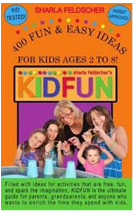 KID
TESTED!
SHARLA FELDSCHER
PARENT
APPROVED!
400 FUN & EASY IDEAS
FOR KIDS AGES 2 TO 8!
sharla feldscher's
KIDFUN
Filled with ideas for activities that are free, fun,
and spark the imagination, KIDFUN is the ultimate
guide for parents, grandparents, and anyone who
wants to enrich the time they spend with kids.